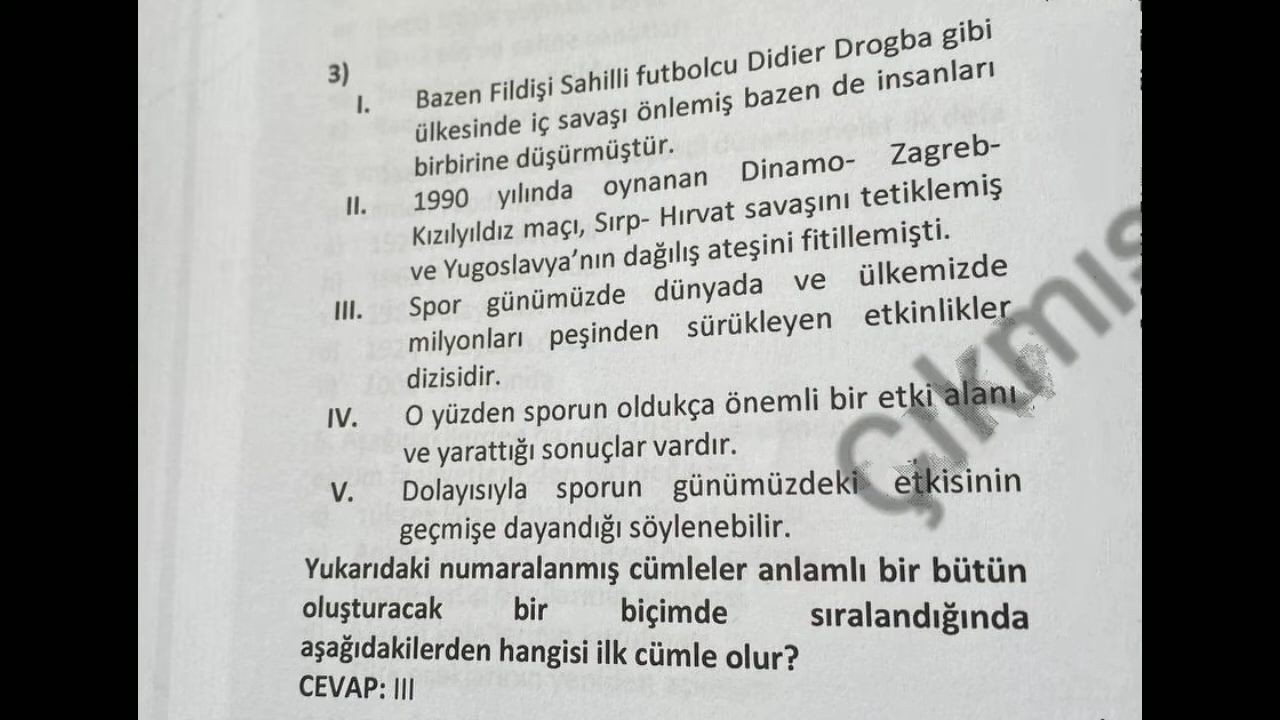 3)
I. Bazen Fildişi Sahilli futbolcu Didier Drogba gibi
ülkesinde iç savaşı önlemiş bazen de insanları
birbirine düşürmüştür.
II. 1990 yılında oynanan Dinamo- Zagreb-
Kızılyıldız maçı, Sırp- Hırvat savaşını tetiklemiş
ve Yugoslavya'nın dağılış ateşini fitillemişti.
III. Spor günümüzde dünyada ve ülkemizde
milyonları peşinden sürükleyen etkinlikler
dizisidir.
IV. O yüzden sporun oldukça önemli bir etki alanı
ve yarattığı sonuçlar vardır.
V. Dolayısıyla sporun günümüzdeki etkisinin
geçmişe dayandığı söylenebilir.
Yukarıdaki numaralanmış cümleler anlamlı bir bütün
oluşturacak bir biçimde sıralandığında
aşağıdakilerden hangisi ilk cümle olur?
CEVAP: III
Çıkmış